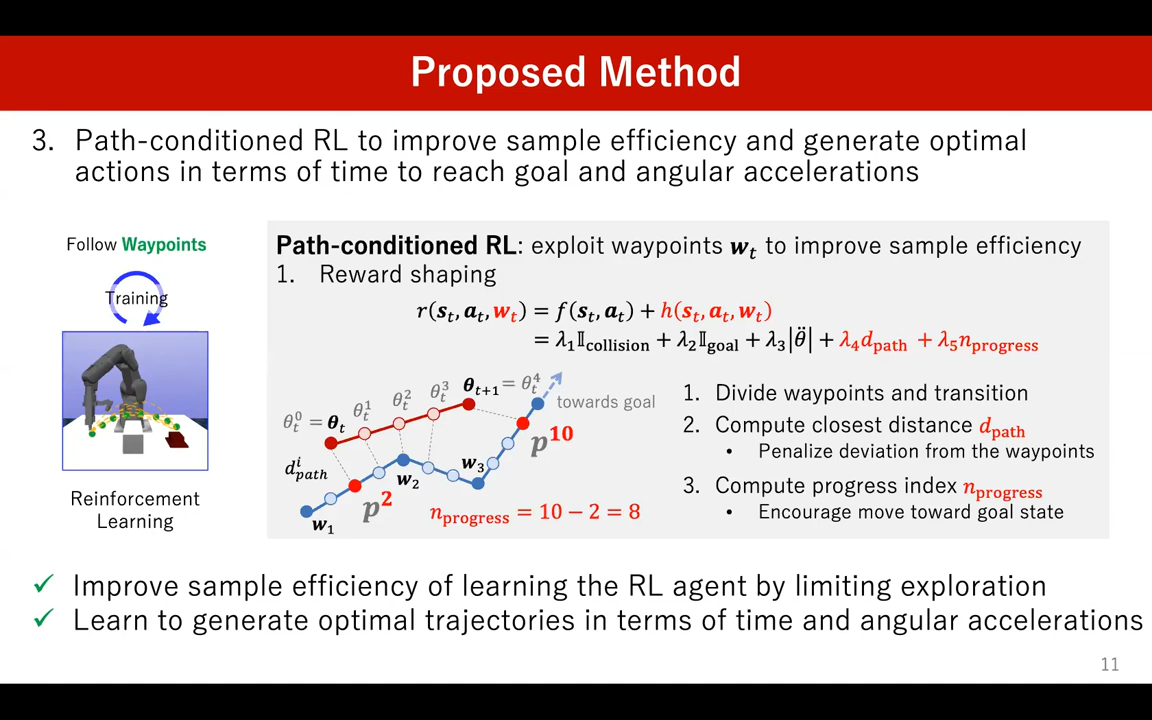 Proposed Method
3. Path-conditioned RL to improve sample efficiency and generate optimal
actions in terms of time to reach goal and angular accelerations
Follow Waypoints
Training
Reinforcement
Learning
Path-conditioned RL: exploit waypoints w_t to improve sample efficiency
1. Reward shaping
r(s_t, a_t, w_t) = f(s_t, a_t) + h(s_t, a_t, w_t)
= λ_1 𝕀_collision + λ_2 𝕀_goal + λ_3 |θ̈| + λ_4 d_path + λ_5 n_progress
θ_t^0 = θ_t
θ_t^1
θ_t^2
θ_t^3
θ_{t+1} = θ_t^4
towards goal
d_path^i
w_1
p^2
w_2
w_3
p^10
n_progress = 10 − 2 = 8
1. Divide waypoints and transition
2. Compute closest distance d_path
• Penalize deviation from the waypoints
3. Compute progress index n_progress
• Encourage move toward goal state
✓ Improve sample efficiency of learning the RL agent by limiting exploration
✓ Learn to generate optimal trajectories in terms of time and angular accelerations
11